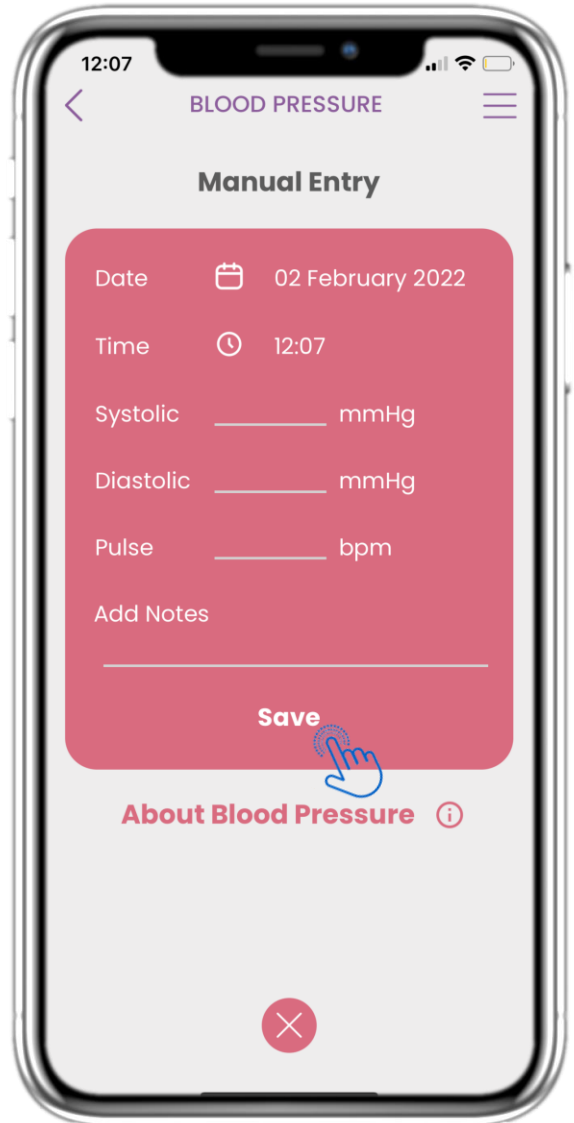 12:07
BLOOD PRESSURE
Manual Entry
Date 02 February 2022
Time 12:07
Systolic mmHg
Diastolic mmHg
Pulse bpm
Add Notes
Save
About Blood Pressure